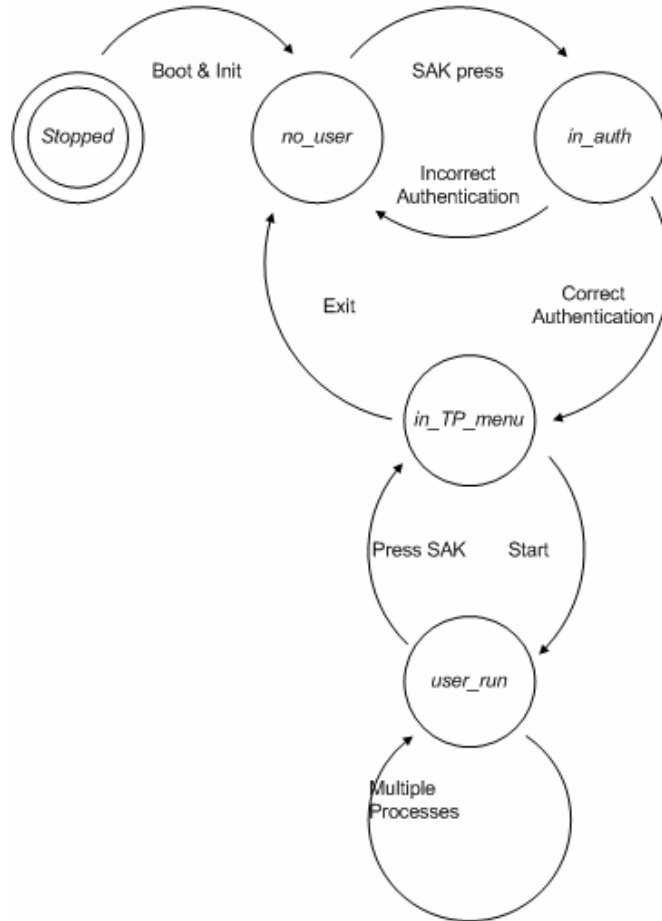 Boot & Init
SAK press
Stopped
no_user
in_auth
Incorrect
Authentication
Exit
Correct
Authentication
in_TP_menu
Press SAK
Start
user_run
Multiple
Processes